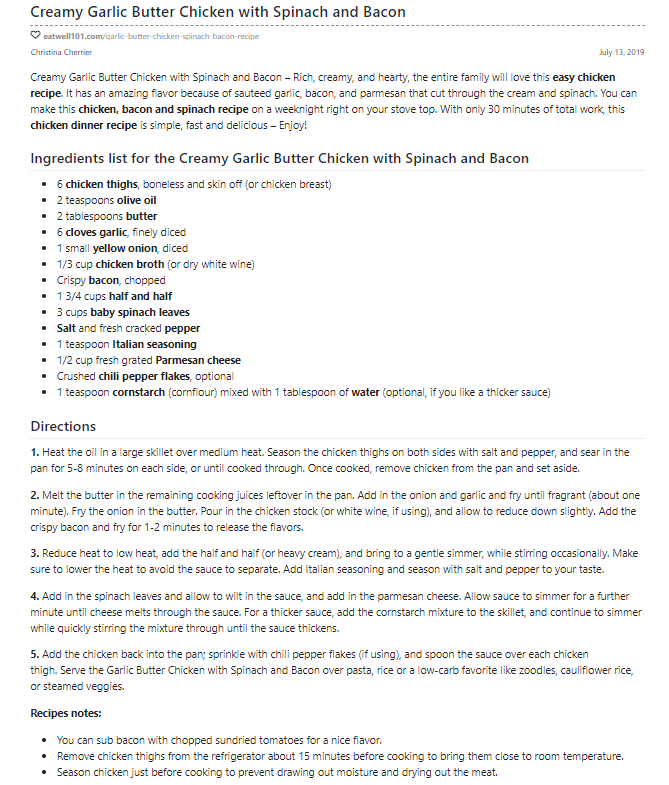 Creamy Garlic Butter Chicken with Spinach and Bacon
eatwell101.com/garlic-butter-chicken-spinach-bacon-recipe
Christina Cherrier July 13, 2019
Creamy Garlic Butter Chicken with Spinach and Bacon – Rich, creamy, and hearty, the entire family will love this easy chicken
recipe. It has an amazing flavor because of sauteed garlic, bacon, and parmesan that cut through the cream and spinach. You can
make this chicken, bacon and spinach recipe on a weeknight right on your stove top. With only 30 minutes of total work, this
chicken dinner recipe is simple, fast and delicious – Enjoy!
Ingredients list for the Creamy Garlic Butter Chicken with Spinach and Bacon
• 6 chicken thighs, boneless and skin off (or chicken breast)
• 2 teaspoons olive oil
• 2 tablespoons butter
• 6 cloves garlic, finely diced
• 1 small yellow onion, diced
• 1/3 cup chicken broth (or dry white wine)
• Crispy bacon, chopped
• 1 3/4 cups half and half
• 3 cups baby spinach leaves
• Salt and fresh cracked pepper
• 1 teaspoon Italian seasoning
• 1/2 cup fresh grated Parmesan cheese
• Crushed chili pepper flakes, optional
• 1 teaspoon cornstarch (cornflour) mixed with 1 tablespoon of water (optional, if you like a thicker sauce)
Directions
1. Heat the oil in a large skillet over medium heat. Season the chicken thighs on both sides with salt and pepper, and sear in the
pan for 5-8 minutes on each side, or until cooked through. Once cooked, remove chicken from the pan and set aside.
2. Melt the butter in the remaining cooking juices leftover in the pan. Add in the onion and garlic and fry until fragrant (about one
minute). Fry the onion in the butter. Pour in the chicken stock (or white wine, if using), and allow to reduce down slightly. Add the
crispy bacon and fry for 1-2 minutes to release the flavors.
3. Reduce heat to low heat, add the half and half (or heavy cream), and bring to a gentle simmer, while stirring occasionally. Make
sure to lower the heat to avoid the sauce to separate. Add Italian seasoning and season with salt and pepper to your taste.
4. Add in the spinach leaves and allow to wilt in the sauce, and add in the parmesan cheese. Allow sauce to simmer for a further
minute until cheese melts through the sauce. For a thicker sauce, add the cornstarch mixture to the skillet, and continue to simmer
while quickly stirring the mixture through until the sauce thickens.
5. Add the chicken back into the pan; sprinkle with chili pepper flakes (if using), and spoon the sauce over each chicken
thigh. Serve the Garlic Butter Chicken with Spinach and Bacon over pasta, rice or a low-carb favorite like zoodles, cauliflower rice,
or steamed veggies.
Recipes notes:
• You can sub bacon with chopped sundried tomatoes for a nice flavor.
• Remove chicken thighs from the refrigerator about 15 minutes before cooking to bring them close to room temperature.
• Season chicken just before cooking to prevent drawing out moisture and drying out the meat.